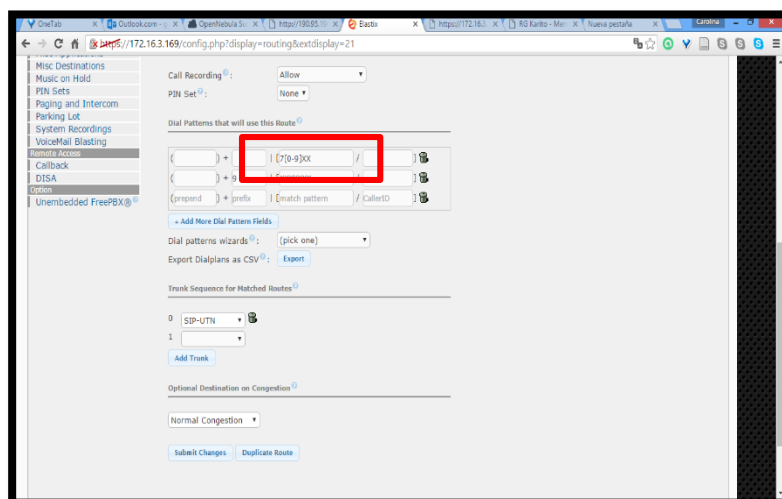 OneTab
Outlook.com - g
OpenNebula Su
http://190.95.19
Elastix
https://172.16.3.
RG Karito - Mer
Nueva pestaña
Carolina
https://172.16.3.169/config.php?display=routing&extdisplay=21
Misc Destinations
Music on Hold
PIN Sets
Paging and Intercom
Parking Lot
System Recordings
VoiceMail Blasting
Remote Access
Callback
DISA
Option
Unembedded FreePBX®
Call Recording : Allow
PIN Set : None
Dial Patterns that will use this Route
( ) + | [7[0-9]XX / ]
( ) + 9 | [ / ]
(prepend ) + prefix | [match pattern / CallerID ]
+ Add More Dial Pattern Fields
Dial patterns wizards : (pick one)
Export Dialplans as CSV : Export
Trunk Sequence for Matched Routes
0 SIP-UTN
1
Add Trunk
Optional Destination on Congestion
Normal Congestion
Submit Changes Duplicate Route